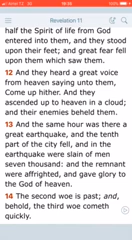 Revelation 11
half the Spirit of life from God
entered into them, and they stood
upon their feet; and great fear fell
upon them which saw them.
12 And they heard a great voice
from heaven saying unto them,
Come up hither. And they
ascended up to heaven in a cloud;
and their enemies beheld them.
13 And the same hour was there a
great earthquake, and the tenth
part of the city fell, and in the
earthquake were slain of men
seven thousand: and the remnant
were affrighted, and gave glory to
the God of heaven.
14 The second woe is past; and,
behold, the third woe cometh
quickly.